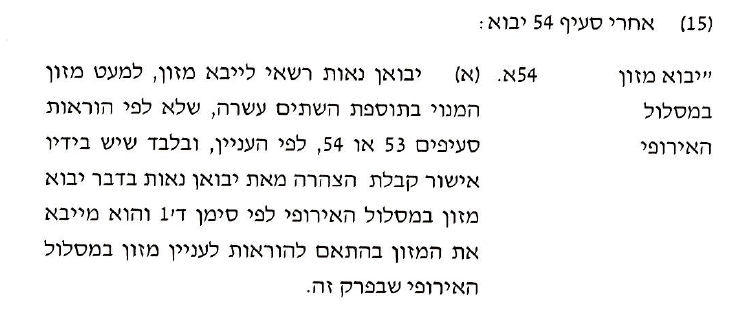 (15) אחרי סעיף 54 יבוא:
"יבוא מזון 54א. (א) יבואן נאות רשאי לייבא מזון, למעט מזון
במסלול המנוי בתוספת השתים עשרה, שלא לפי הוראות
האירופי סעיפים 53 או 54, לפי העניין, ובלבד שיש בידיו
אישור קבלת הצהרה מאת יבואן נאות בדבר יבוא
מזון במסלול האירופי לפי סימן ד'1 והוא מייבא
את המזון בהתאם להוראות לעניין מזון במסלול
האירופי שבפרק זה.